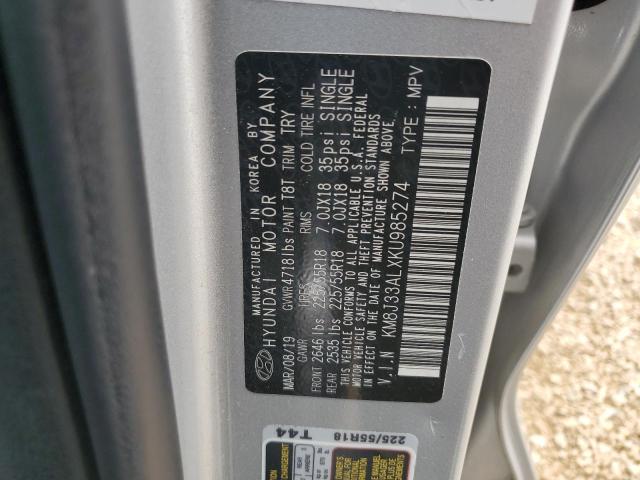 MANUFACTURED IN KOREA BY
HYUNDAI MOTOR COMPANY
MAR/08/19 GVWR 4718lbs PAINT T8T TRIM TRY
GAWR TIRES RMS COLD TIRE INFL
FRONT 2646 lbs 225/55R18 7.0JX18 35psi SINGLE
REAR 2535 lbs 225/55R18 7.0JX18 35psi SINGLE
THIS VEHICLE CONFORMS TO ALL APPLICABLE U.S.A. FEDERAL
MOTOR VEHICLE SAFETY, BUMPER, AND THEFT PREVENTION STANDARDS
IN EFFECT ON THE DATE OF MANUFACTURE SHOWN ABOVE.
V.I.N KM8J33ALXKU985274 TYPE : MPV
225/55R18
T44